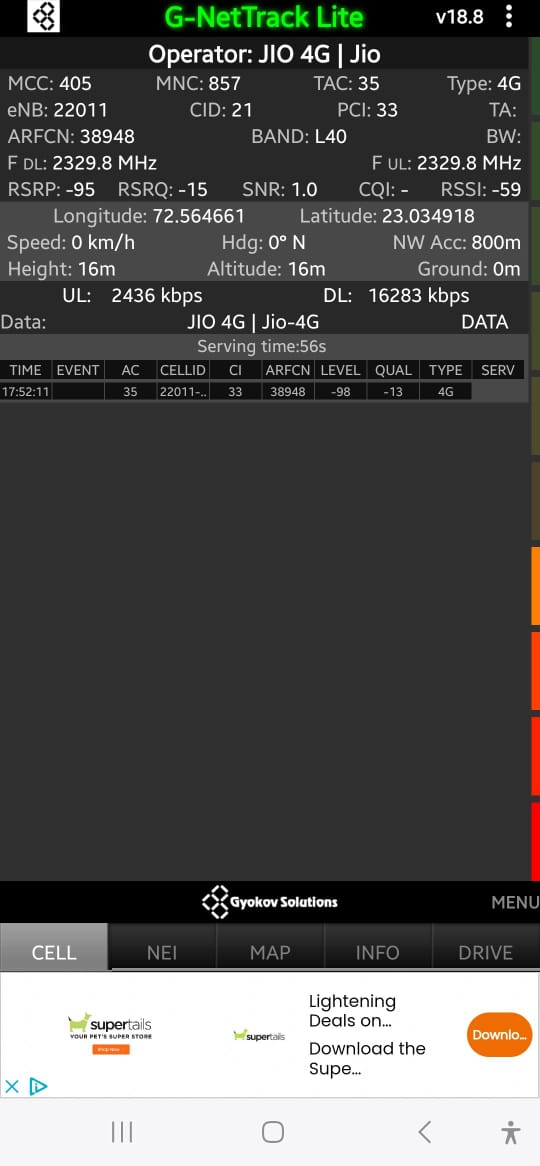 G-NetTrack Lite v18.8
Operator: JIO 4G | Jio
MCC: 405 MNC: 857 TAC: 35 Type: 4G
eNB: 22011 CID: 21 PCI: 33 TA:
ARFCN: 38948 BAND: L40 BW:
F DL: 2329.8 MHz F UL: 2329.8 MHz
RSRP: -95 RSRQ: -15 SNR: 1.0 CQI: - RSSI: -59
Longitude: 72.564661 Latitude: 23.034918
Speed: 0 km/h Hdg: 0° N NW Acc: 800m
Height: 16m Altitude: 16m Ground: 0m
UL: 2436 kbps DL: 16283 kbps
Data: JIO 4G | Jio-4G DATA
Serving time:56s
TIME EVENT AC CELLID CI ARFCN LEVEL QUAL TYPE SERV
17:52:11 35 22011-.. 33 38948 -98 -13 4G
Gyokov Solutions MENU
CELL NEI MAP INFO DRIVE
supertails
YOUR PET'S SUPER STORE
Shop Now
supertails
Lightening
Deals on...
Download the
Supe...
Downlo...